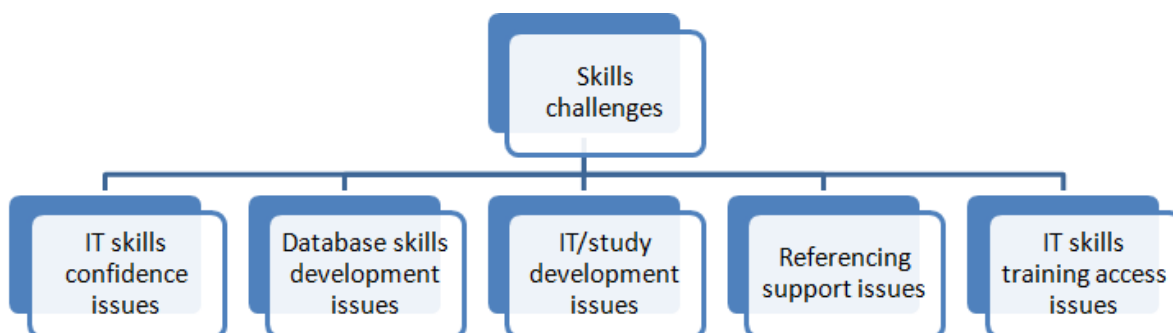 Skills
challenges
IT skills
confidence
issues
Database skills
development
issues
IT/study
development
issues
Referencing
support issues
IT skills
training access
issues